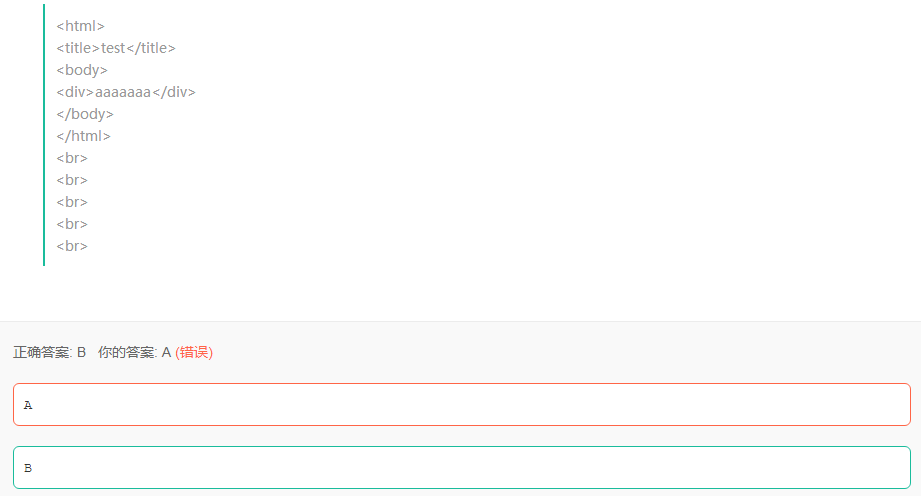 <html>
<title>test</title>
<body>
<div>aaaaaaa</div>
</body>
</html>
<br>
<br>
<br>
<br>
<br>
正确答案: B 你的答案: A (错误)
A
B